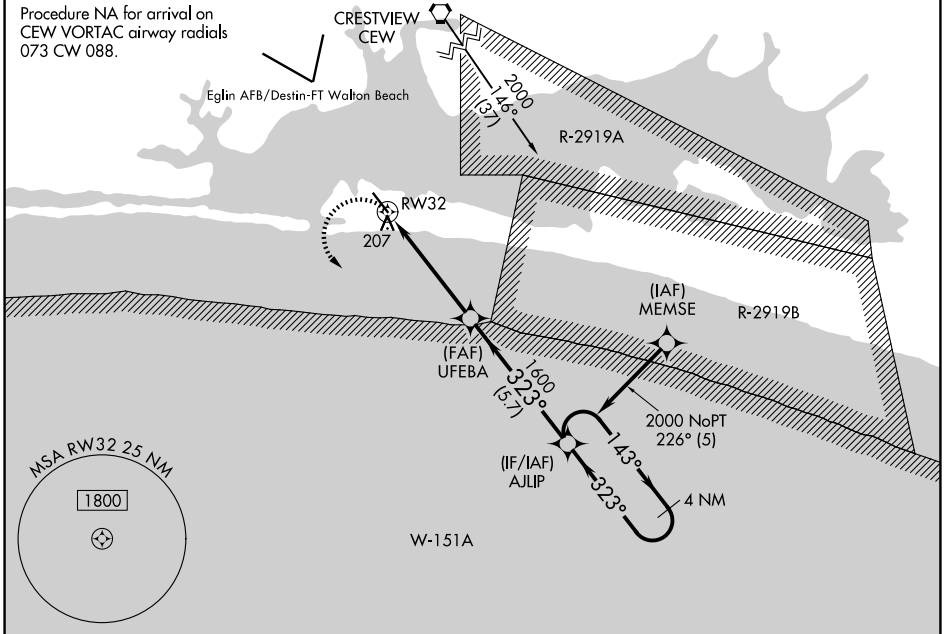 Procedure NA for arrival on
CEW VORTAC airway radials
073 CW 088.
CRESTVIEW
CEW
Eglin AFB/Destin-FT Walton Beach
2000
146°
(37)
R-2919A
RW32
207
(IAF)
MEMSE
R-2919B
(FAF)
UFEBA
1600
323°
(5.7)
2000 NoPT
226° (5)
(IF/IAF)
AJLIP
143°
323°
4 NM
MSA RW32 25 NM
1800
W-151A